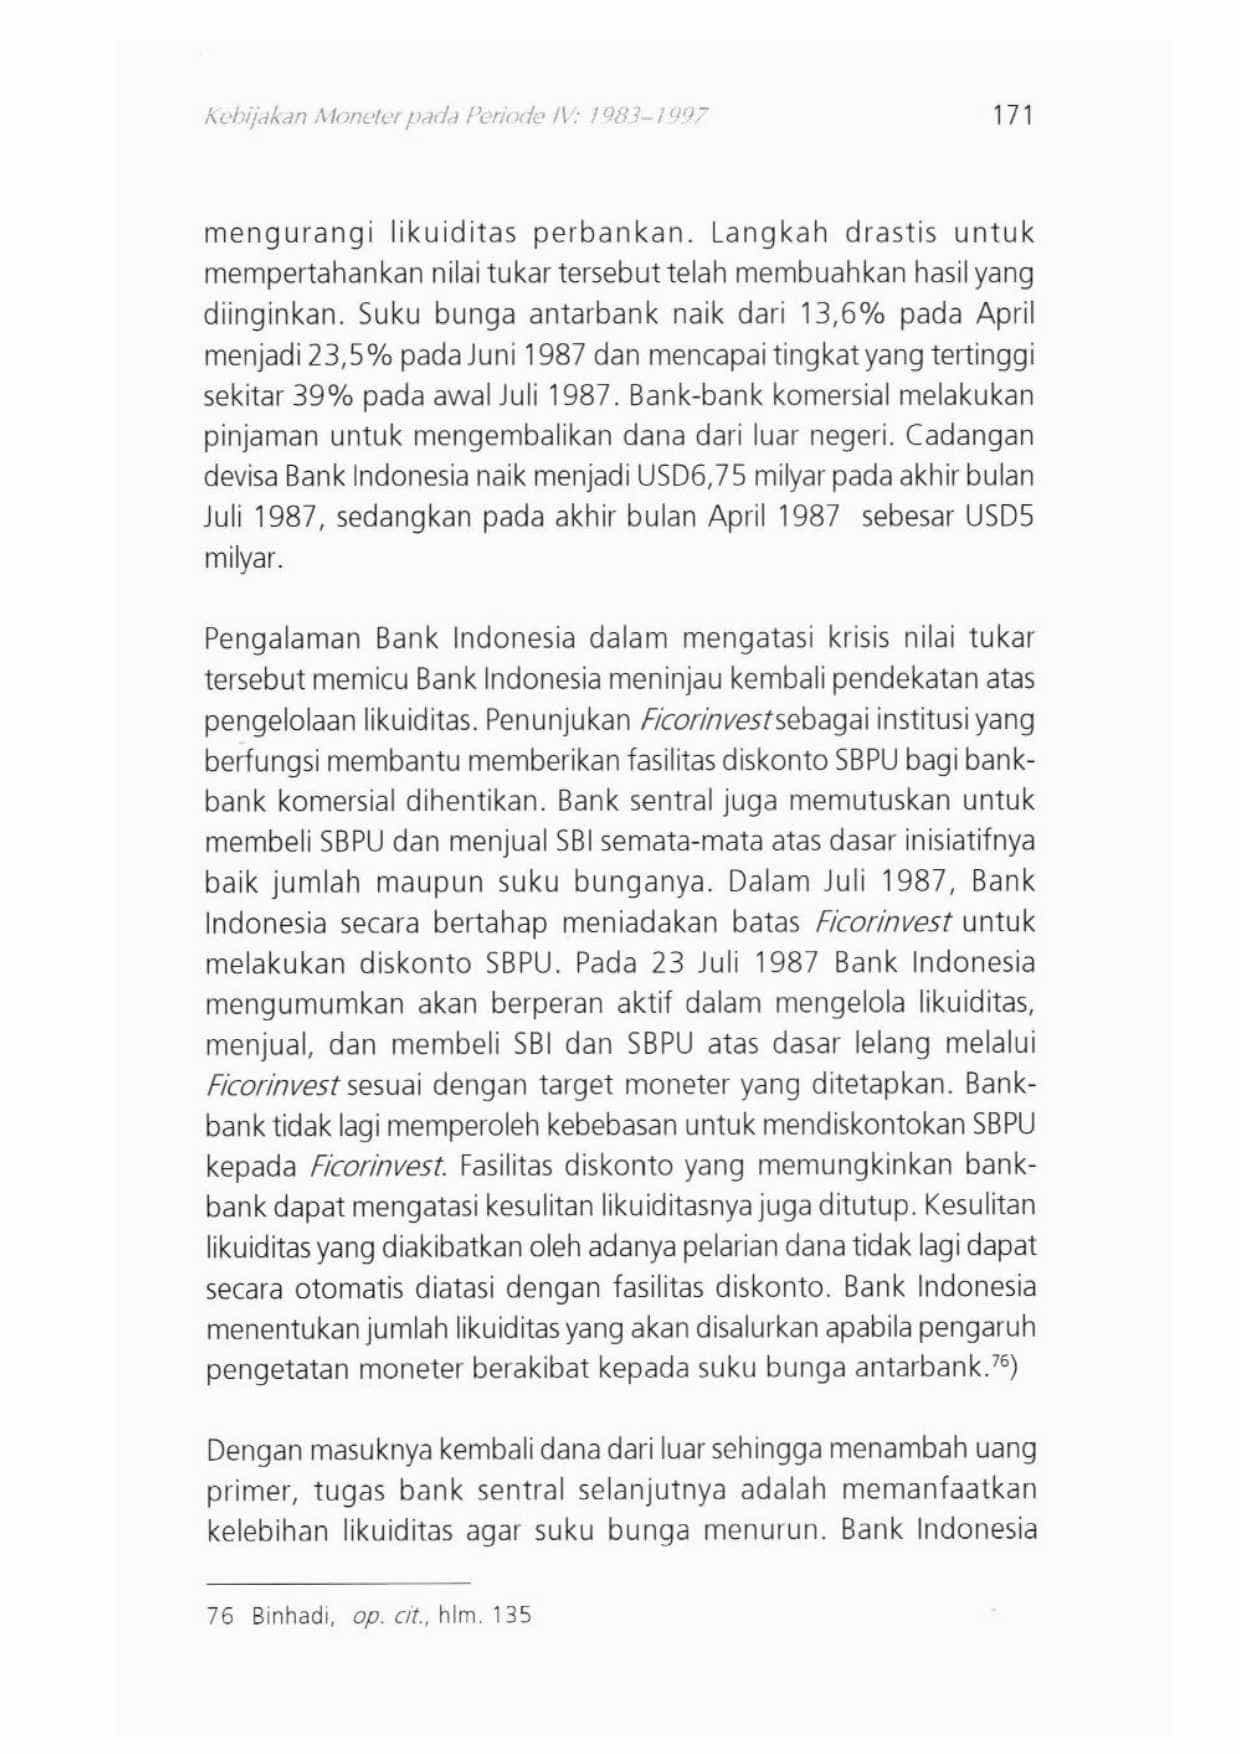 Kebijakan Moneter pada Periode IV: 1983–1997 171
mengurangi likuiditas perbankan. Langkah drastis untuk
mempertahankan nilai tukar tersebut telah membuahkan hasil yang
diinginkan. Suku bunga antarbank naik dari 13,6% pada April
menjadi 23,5% pada Juni 1987 dan mencapai tingkat yang tertinggi
sekitar 39% pada awal Juli 1987. Bank-bank komersial melakukan
pinjaman untuk mengembalikan dana dari luar negeri. Cadangan
devisa Bank Indonesia naik menjadi USD6,75 milyar pada akhir bulan
Juli 1987, sedangkan pada akhir bulan April 1987 sebesar USD5
milyar.
Pengalaman Bank Indonesia dalam mengatasi krisis nilai tukar
tersebut memicu Bank Indonesia meninjau kembali pendekatan atas
pengelolaan likuiditas. Penunjukan Ficorinvest sebagai institusi yang
berfungsi membantu memberikan fasilitas diskonto SBPU bagi bank-
bank komersial dihentikan. Bank sentral juga memutuskan untuk
membeli SBPU dan menjual SBI semata-mata atas dasar inisiatifnya
baik jumlah maupun suku bunganya. Dalam Juli 1987, Bank
Indonesia secara bertahap meniadakan batas Ficorinvest untuk
melakukan diskonto SBPU. Pada 23 Juli 1987 Bank Indonesia
mengumumkan akan berperan aktif dalam mengelola likuiditas,
menjual, dan membeli SBI dan SBPU atas dasar lelang melalui
Ficorinvest sesuai dengan target moneter yang ditetapkan. Bank-
bank tidak lagi memperoleh kebebasan untuk mendiskontokan SBPU
kepada Ficorinvest. Fasilitas diskonto yang memungkinkan bank-
bank dapat mengatasi kesulitan likuiditasnya juga ditutup. Kesulitan
likuiditas yang diakibatkan oleh adanya pelarian dana tidak lagi dapat
secara otomatis diatasi dengan fasilitas diskonto. Bank Indonesia
menentukan jumlah likuiditas yang akan disalurkan apabila pengaruh
pengetatan moneter berakibat kepada suku bunga antarbank.76)
Dengan masuknya kembali dana dari luar sehingga menambah uang
primer, tugas bank sentral selanjutnya adalah memanfaatkan
kelebihan likuiditas agar suku bunga menurun. Bank Indonesia
76 Binhadi, op. cit., hlm. 135